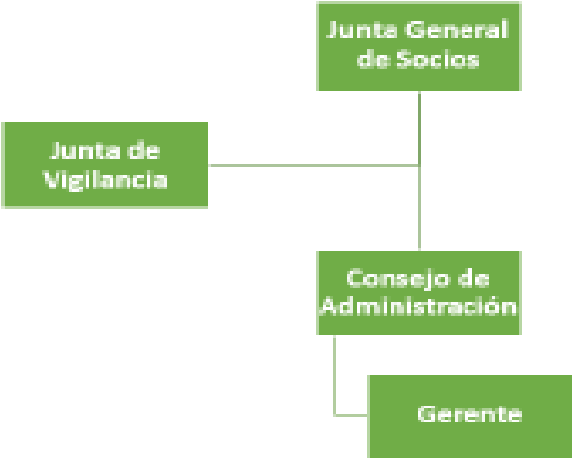 Junta General
de Socios
Junta de
Vigilancia
Consejo de
Administración
Gerente